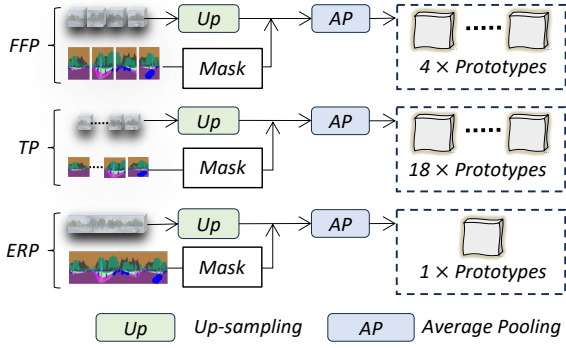 FFP
Up
AP
Mask
4 × Prototypes
TP
Up
AP
Mask
18 × Prototypes
ERP
Up
AP
Mask
1 × Prototypes
Up Up-sampling AP Average Pooling